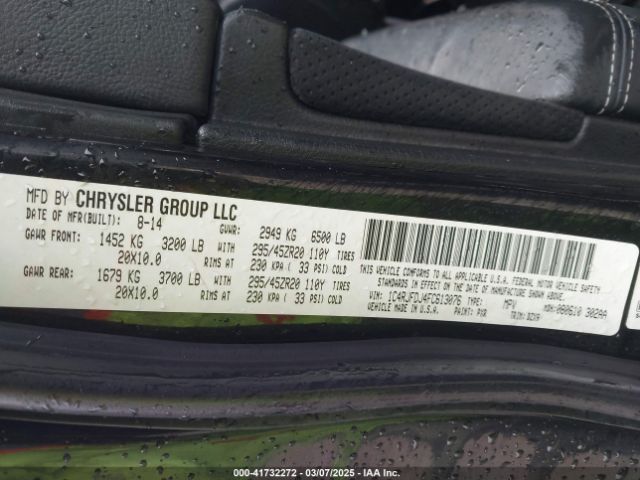 MFD BY CHRYSLER GROUP LLC
DATE OF MFR(BUILT): 8-14 GVWR: 2949 KG 6500 LB
GAWR FRONT: 1452 KG 3200 LB WITH 295/45ZR20 110Y TIRES
20X10.0 RIMS AT 230 KPA ( 33 PSI) COLD
GAWR REAR: 1679 KG 3700 LB WITH 295/45ZR20 110Y TIRES
20X10.0 RIMS AT 230 KPA ( 33 PSI) COLD
THIS VEHICLE CONFORMS TO ALL APPLICABLE U.S.A. FEDERAL MOTOR VEHICLE SAFETY
STANDARDS IN EFFECT ON THE DATE OF MANUFACTURE SHOWN ABOVE
VIN: 1C4RJFDJ4FC613076 TYPE: MPV MDH: 080610 302AA
VEHICLE MADE IN U.S.A. PAINT: PXR TRIM:
000-41732272 — 03/07/2025 — IAA Inc.